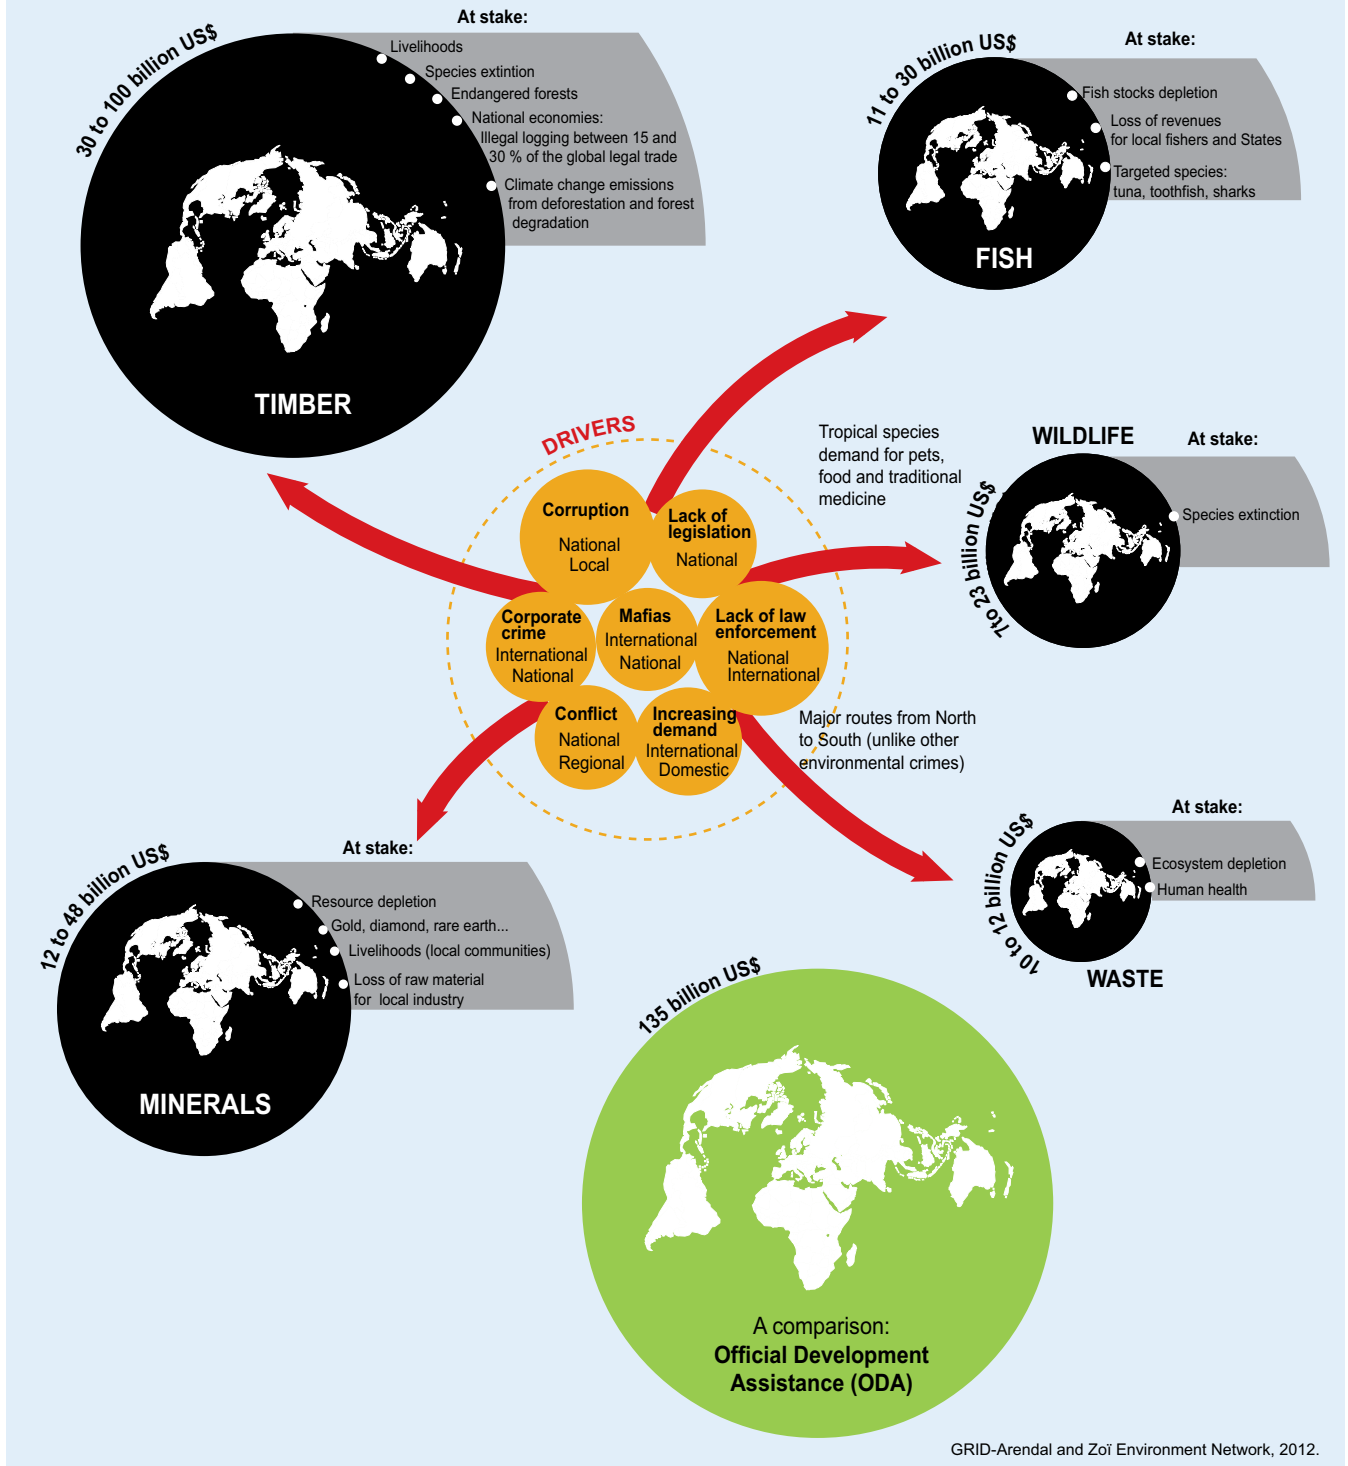 At stake:
30 to 100 billion US$
Livelihoods
Species extintion
Endangered forests
National economies:
Illegal logging between 15 and
30 % of the global legal trade
Climate change emissions
from deforestation and forest
degradation
TIMBER
At stake:
11 to 30 billion US$
Fish stocks depletion
Loss of revenues
for local fishers and States
Targeted species:
tuna, toothfish, sharks
FISH
DRIVERS
Corruption
National
Local
Lack of
legislation
National
Corporate
crime
International
National
Mafias
International
National
Lack of law
enforcement
National
International
Conflict
National
Regional
Increasing
demand
International
Domestic
Tropical species
demand for pets,
food and traditional
medicine
WILDLIFE
At stake:
7to 23 billion US$
Species extinction
Major routes from North
to South (unlike other
environmental crimes)
At stake:
10 to 12 billion US$
Ecosystem depletion
Human health
WASTE
At stake:
12 to 48 billion US$
Resource depletion
Gold, diamond, rare earth...
Livelihoods (local communities)
Loss of raw material
for local industry
MINERALS
135 billion US$
A comparison:
Official Development
Assistance (ODA)
GRID-Arendal and Zoï Environment Network, 2012.